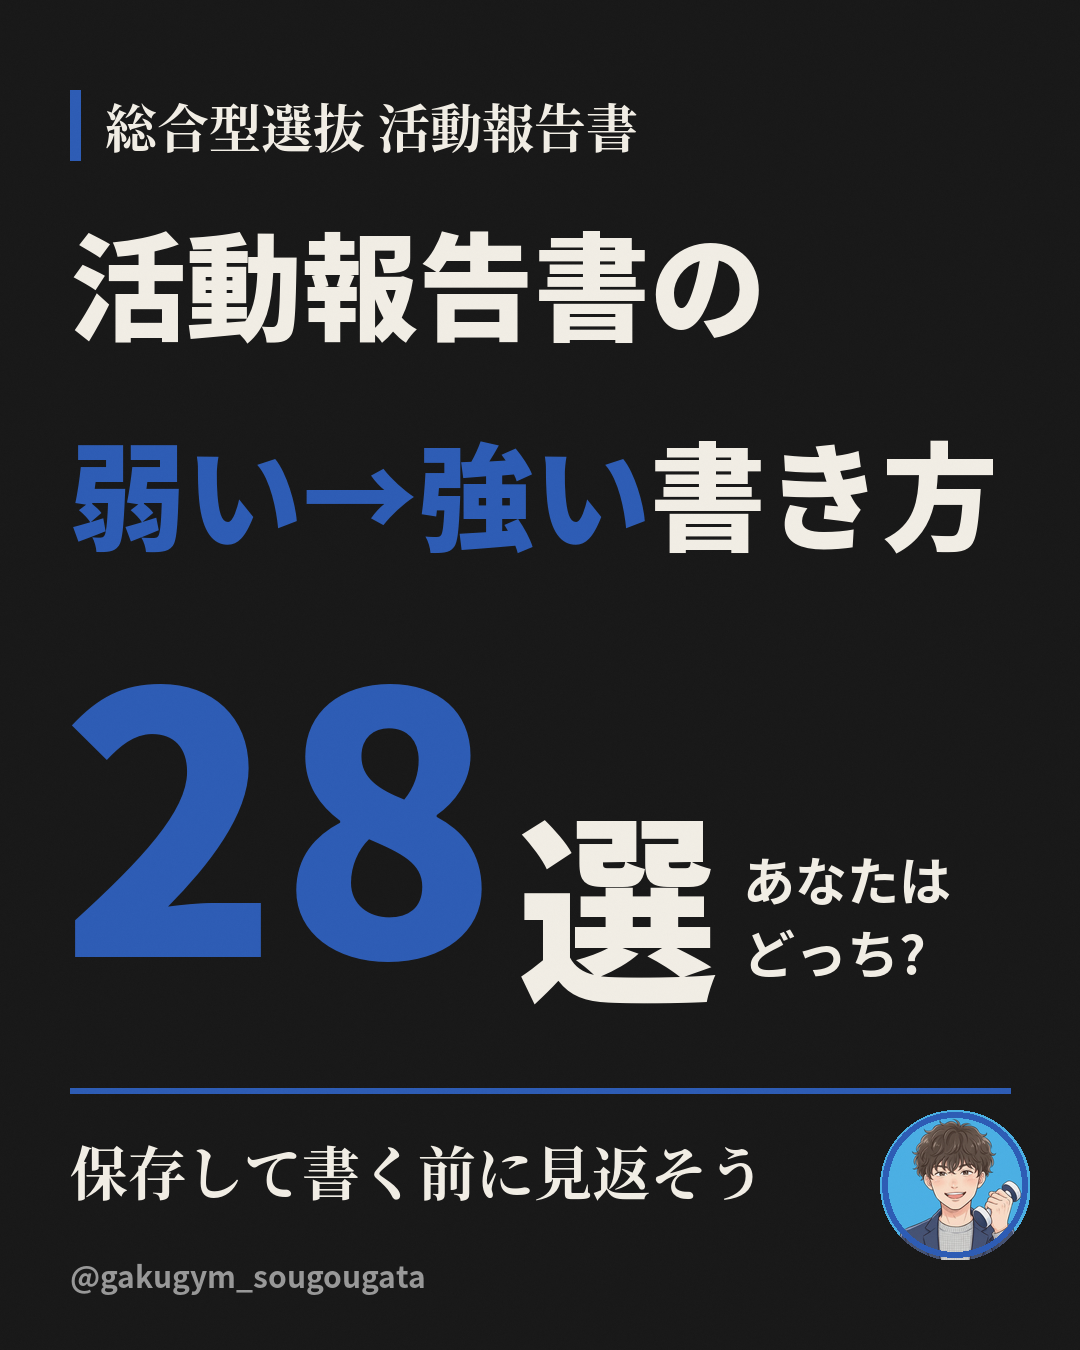 総合型選抜 活動報告書
活動報告書の
弱い→強い書き方
28選
あなたは
どっち?
保存して書く前に見返そう
@gakugym_sougougata